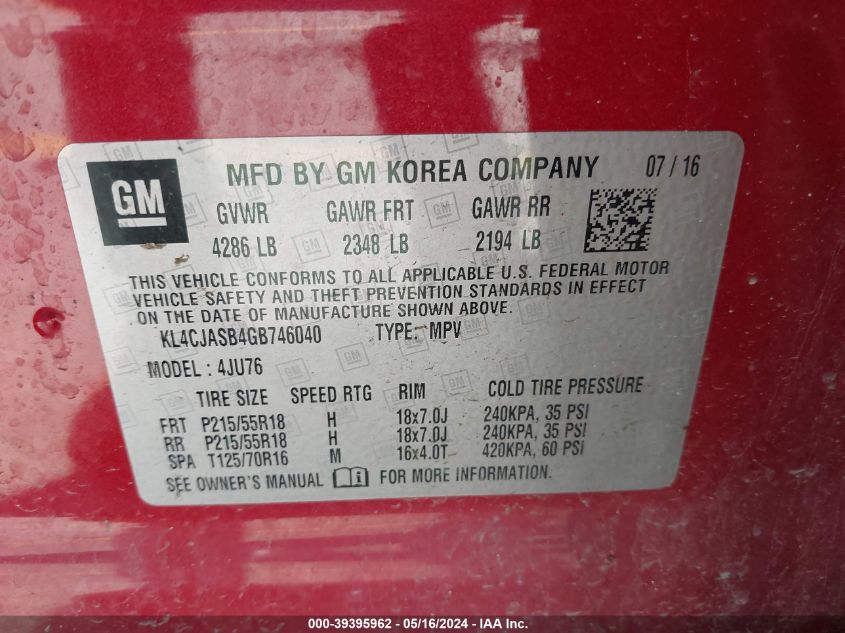 GM
MFD BY GM KOREA COMPANY 07 / 16
GVWR GAWR FRT GAWR RR
4286 LB 2348 LB 2194 LB
THIS VEHICLE CONFORMS TO ALL APPLICABLE U.S. FEDERAL MOTOR
VEHICLE SAFETY AND THEFT PREVENTION STANDARDS IN EFFECT
ON THE DATE OF MANUFACTURE SHOWN ABOVE.
KL4CJASB4GB746040 TYPE: MPV
MODEL : 4JU76
TIRE SIZE SPEED RTG RIM COLD TIRE PRESSURE
FRT P215/55R18 H 18x7.0J 240KPA, 35 PSI
RR P215/55R18 H 18x7.0J 240KPA, 35 PSI
SPA T125/70R16 M 16x4.0T 420KPA, 60 PSI
SEE OWNER'S MANUAL FOR MORE INFORMATION.
000-39395962 - 05/16/2024 - IAA Inc.